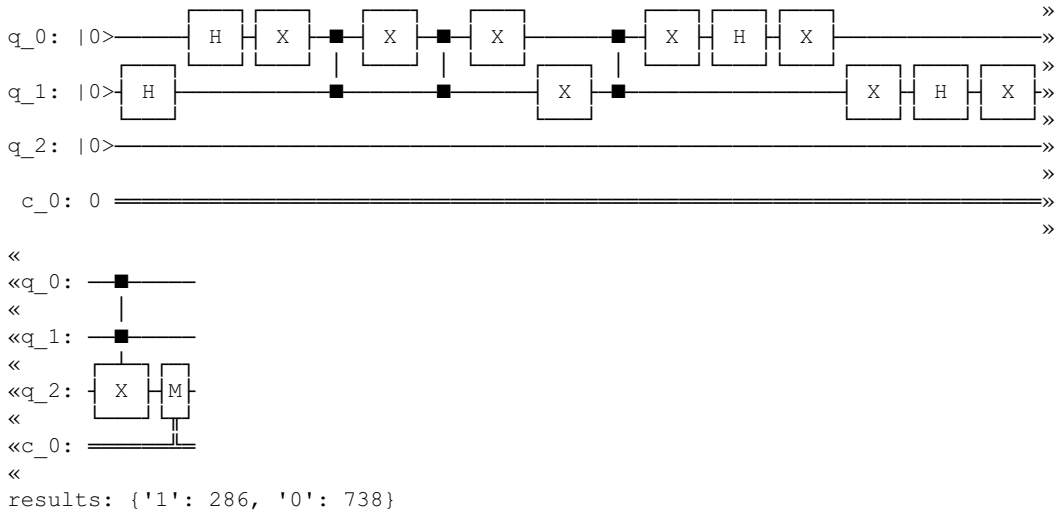 »
q_0: |0> H X ■ X ■ X ■ X H X »
»
q_1: |0> H ■ ■ X ■ X H X »
»
q_2: |0> »
»
c_0: 0 »
»
«
«q_0: ■
«
«q_1: ■
«
«q_2: X M
«
«c_0:
«
results: {'1': 286, '0': 738}